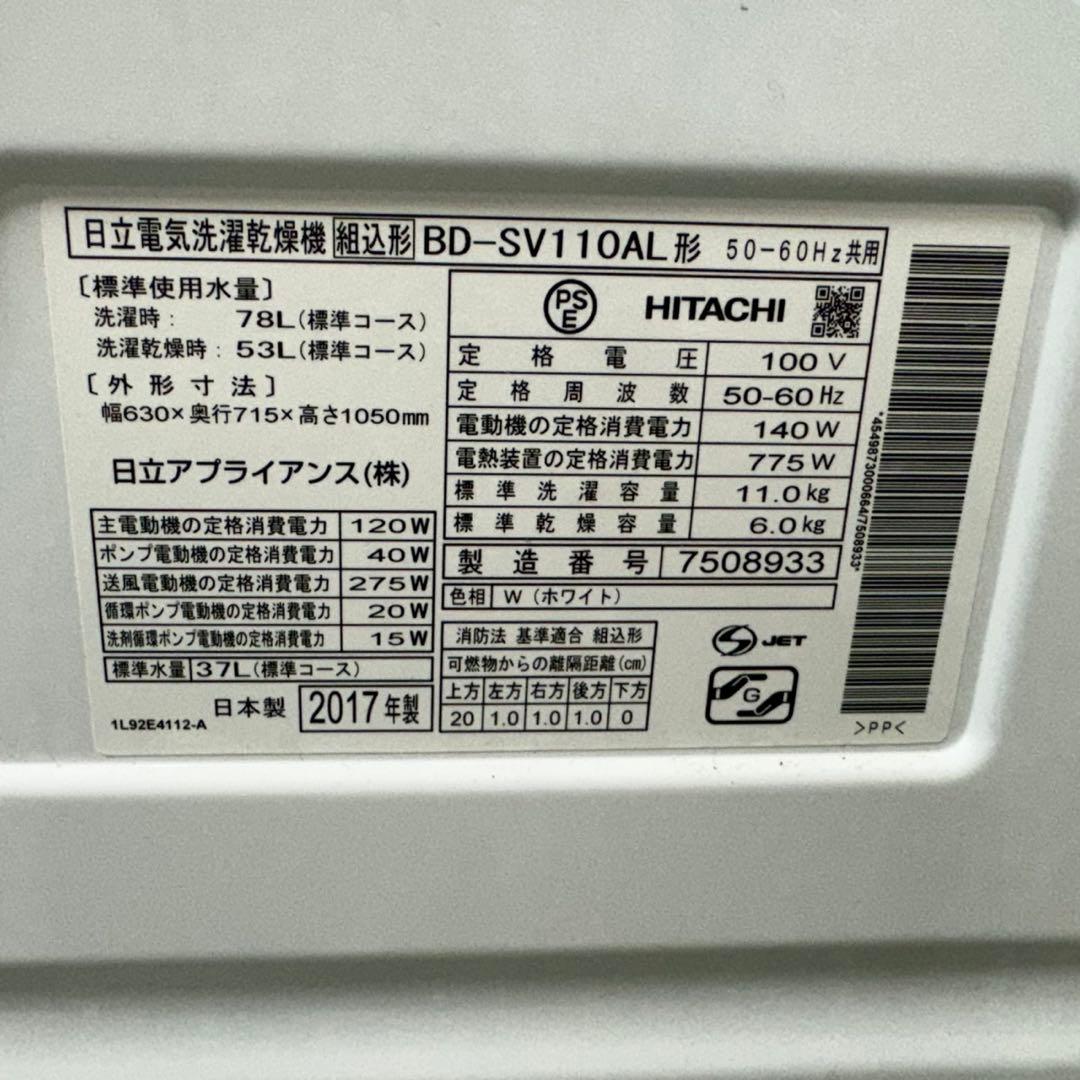 日立電気洗濯乾燥機 組込形 BD-SV110AL形 50-60Hz共用
〔標準使用水量〕
洗濯時: 78L(標準コース)
洗濯乾燥時: 53L(標準コース)
〔外形寸法〕
幅630×奥行715×高さ1050mm
日立アプライアンス(株)
主電動機の定格消費電力 120W
ポンプ電動機の定格消費電力 40W
送風電動機の定格消費電力 275W
循環ポンプ電動機の定格消費電力 20W
洗剤循環ポンプ電動機の定格消費電力 15W
標準水量 37L(標準コース)
1L92E4112-A 日本製 2017年製
PSE HITACHI
定格電圧 100V
定格周波数 50-60Hz
電動機の定格消費電力 140W
電熱装置の定格消費電力 775W
標準洗濯容量 11.0kg
標準乾燥容量 6.0kg
製造番号 7508933
色相 W(ホワイト)
消防法 基準適合 組込形
可燃物からの離隔距離(cm)
上方 左方 右方 後方 下方
20 1.0 1.0 1.0 0
S JET
G
*4549873000664/7508933*
>PP<